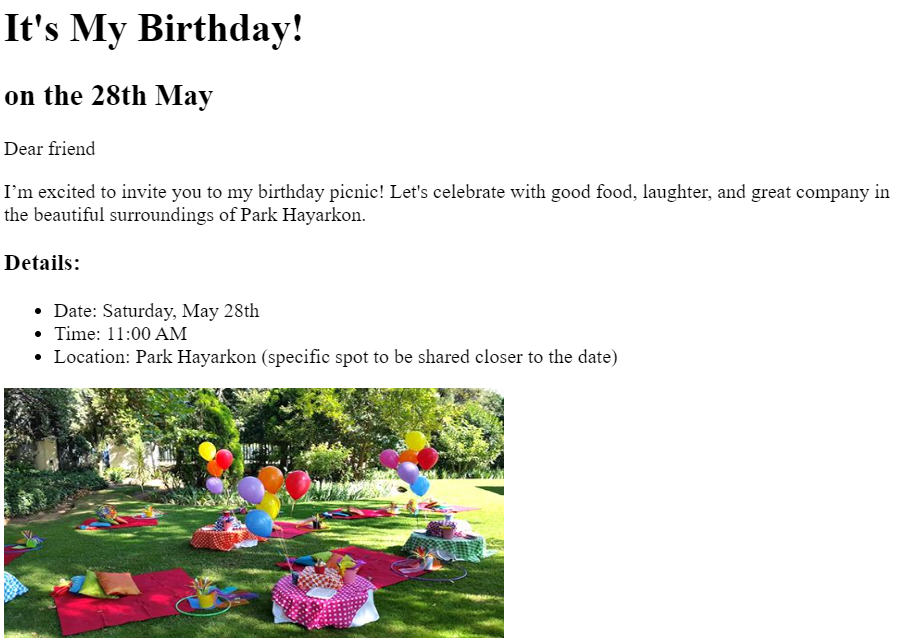 It's My Birthday!
on the 28th May
Dear friend
I’m excited to invite you to my birthday picnic! Let's celebrate with good food, laughter, and great company in
the beautiful surroundings of Park Hayarkon.
Details:
• Date: Saturday, May 28th
• Time: 11:00 AM
• Location: Park Hayarkon (specific spot to be shared closer to the date)